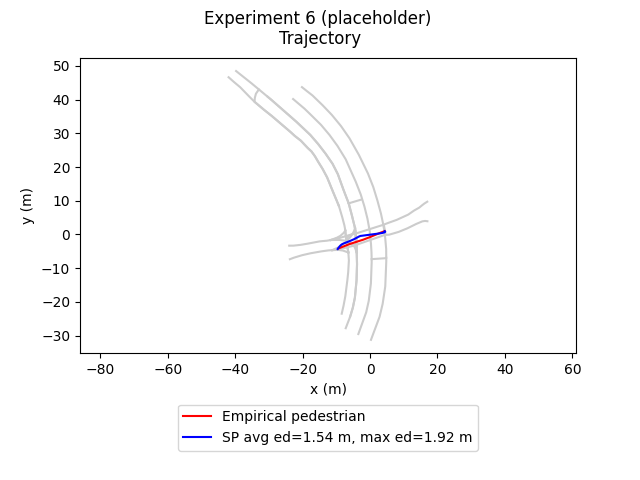 Experiment 6 (placeholder)
Trajectory
50
40
30
20
10
0
−10
−20
−30
y (m)
−80 −60 −40 −20 0 20 40 60
x (m)
Empirical pedestrian
SP avg ed=1.54 m, max ed=1.92 m